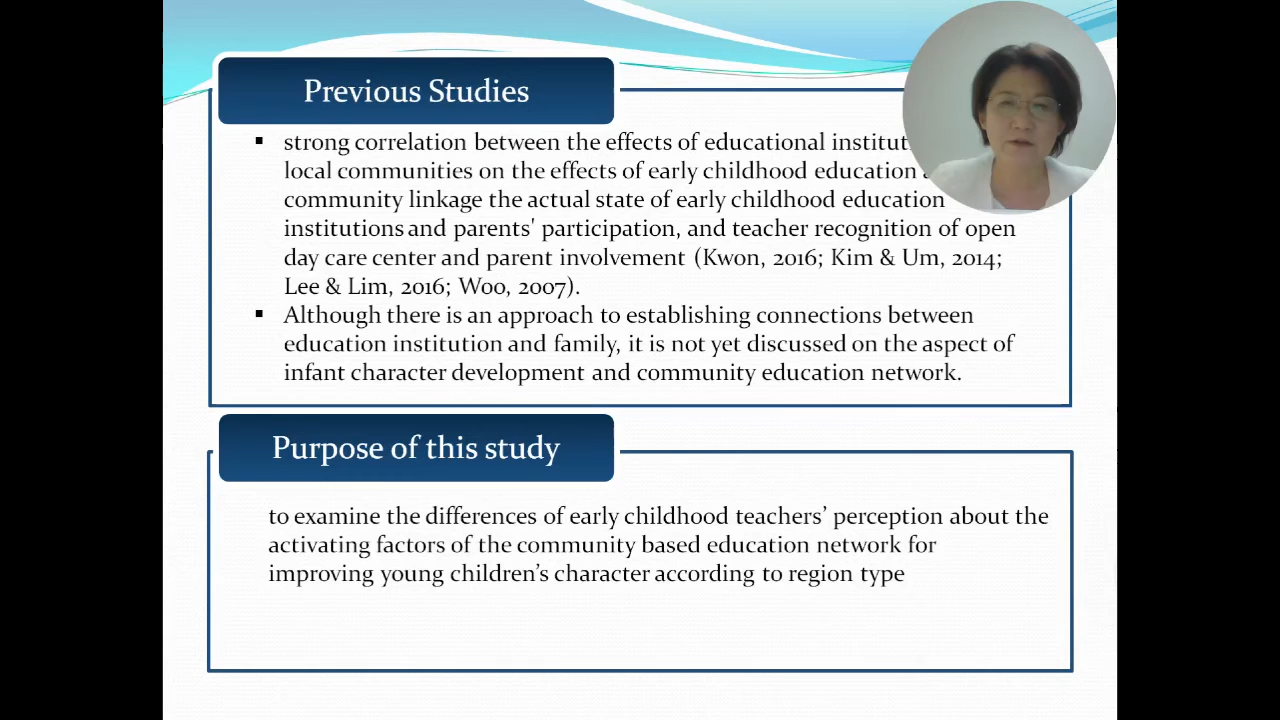 Previous Studies
▪ strong correlation between the effects of educational
local communities on the effects of early childhood education
community linkage the actual state of early childhood education
institutions and parents' participation, and teacher recognition of open
day care center and parent involvement (Kwon, 2016; Kim & Um, 2014;
Lee & Lim, 2016; Woo, 2007).
▪ Although there is an approach to establishing connections between
education institution and family, it is not yet discussed on the aspect of
infant character development and community education network.
Purpose of this study
to examine the differences of early childhood teachers’ perception about the
activating factors of the community based education network for
improving young children’s character according to region type